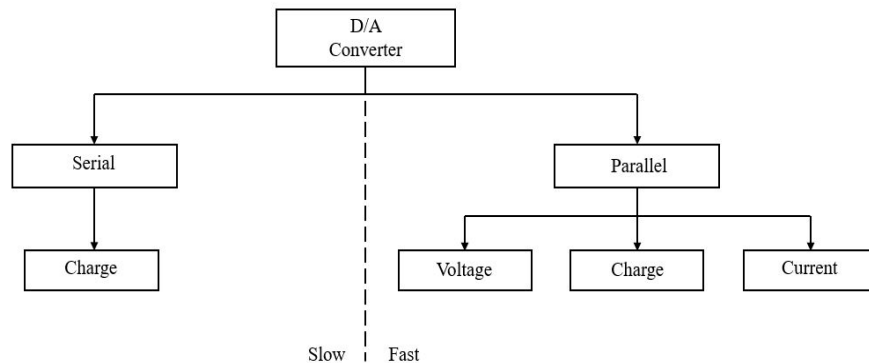 D/A
Converter
Serial
Parallel
Charge
Voltage
Charge
Current
Slow
Fast